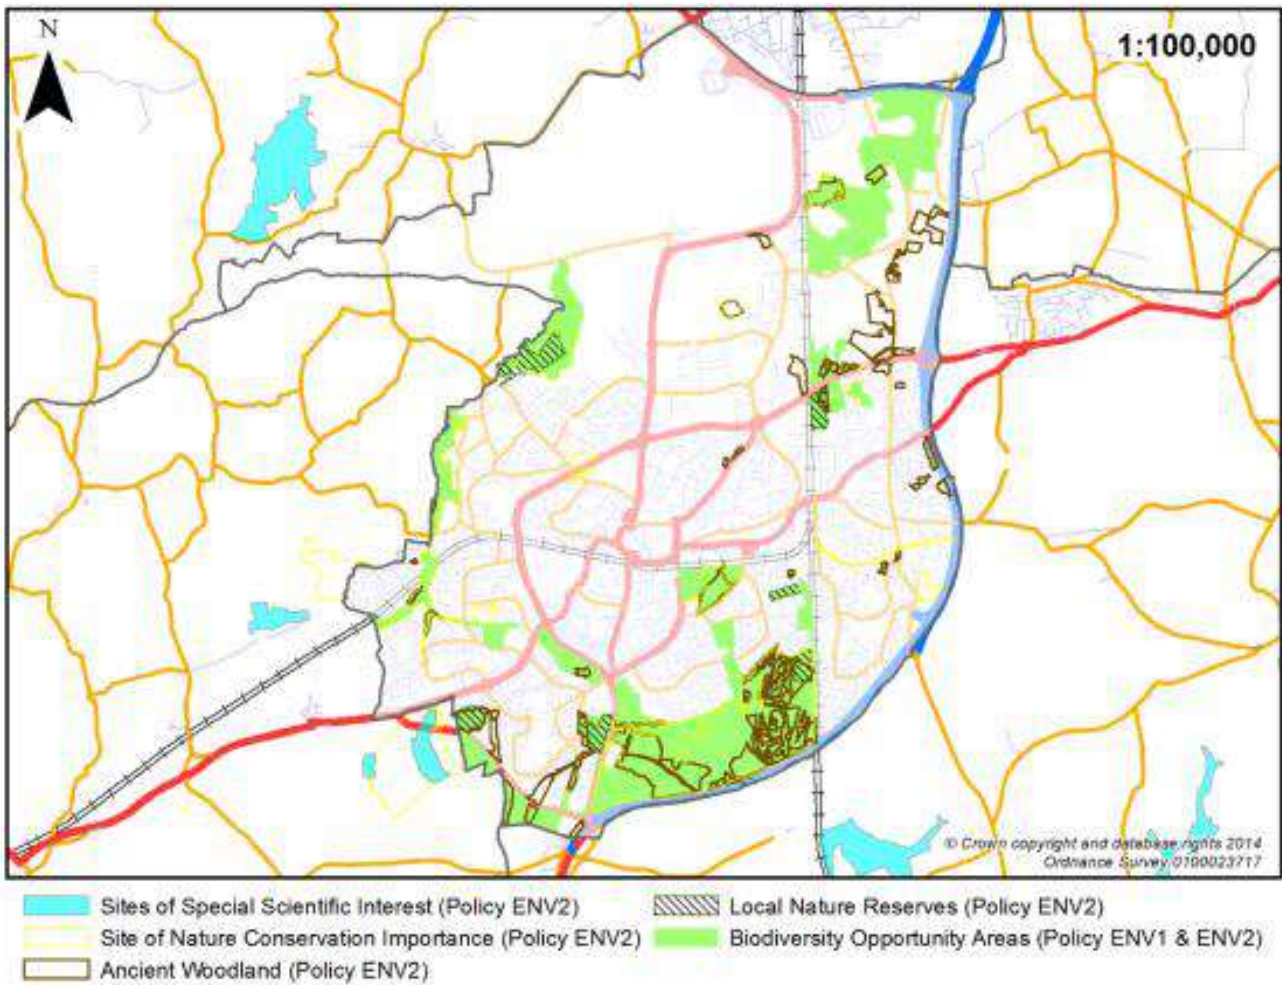 N
1:100,000
© Crown copyright and database rights 2014
Ordnance Survey 0100023717
Sites of Special Scientific Interest (Policy ENV2)
Local Nature Reserves (Policy ENV2)
Site of Nature Conservation Importance (Policy ENV2)
Biodiversity Opportunity Areas (Policy ENV1 & ENV2)
Ancient Woodland (Policy ENV2)